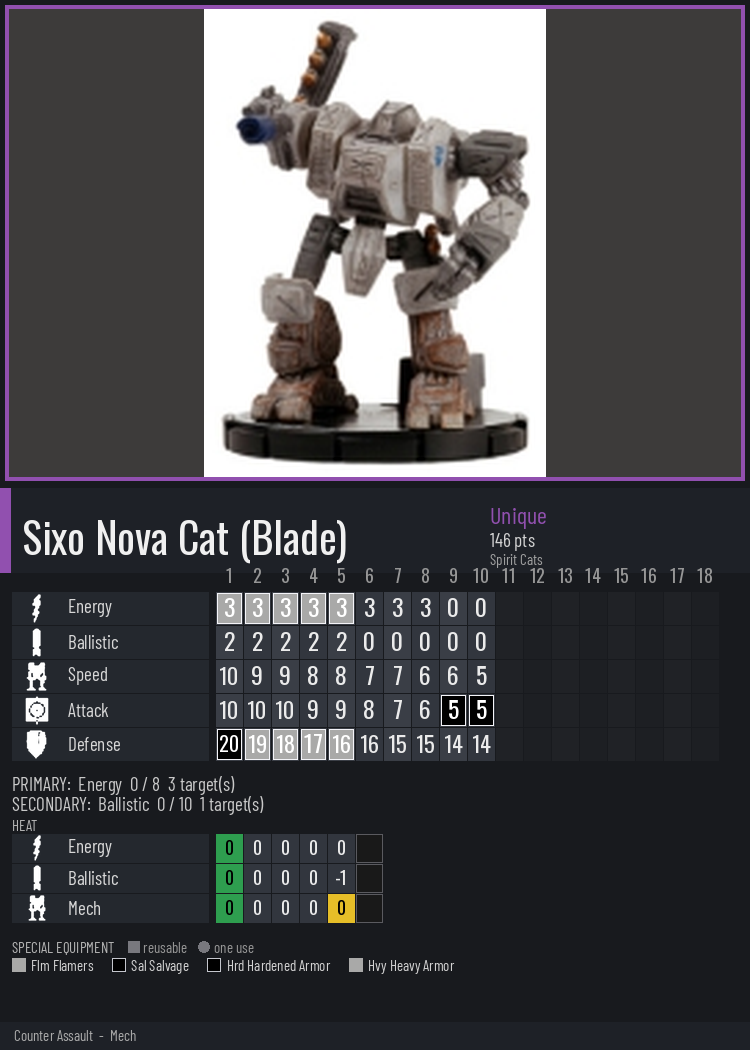 Sixo Nova Cat (Blade)
Unique
146 pts
Spirit Cats
1 2 3 4 5 6 7 8 9 10 11 12 13 14 15 16 17 18
Energy 3 3 3 3 3 3 3 3 0 0
Ballistic 2 2 2 2 2 0 0 0 0 0
Speed 10 9 9 8 8 7 7 6 6 5
Attack 10 10 10 9 9 8 7 6 5 5
Defense 20 19 18 17 16 16 15 15 14 14
PRIMARY: Energy 0 / 8 3 target(s)
SECONDARY: Ballistic 0 / 10 1 target(s)
HEAT
Energy 0 0 0 0 0
Ballistic 0 0 0 0 -1
Mech 0 0 0 0 0
SPECIAL EQUIPMENT reusable one use
Flm Flamers Sal Salvage Hrd Hardened Armor Hvy Heavy Armor
Counter Assault - Mech